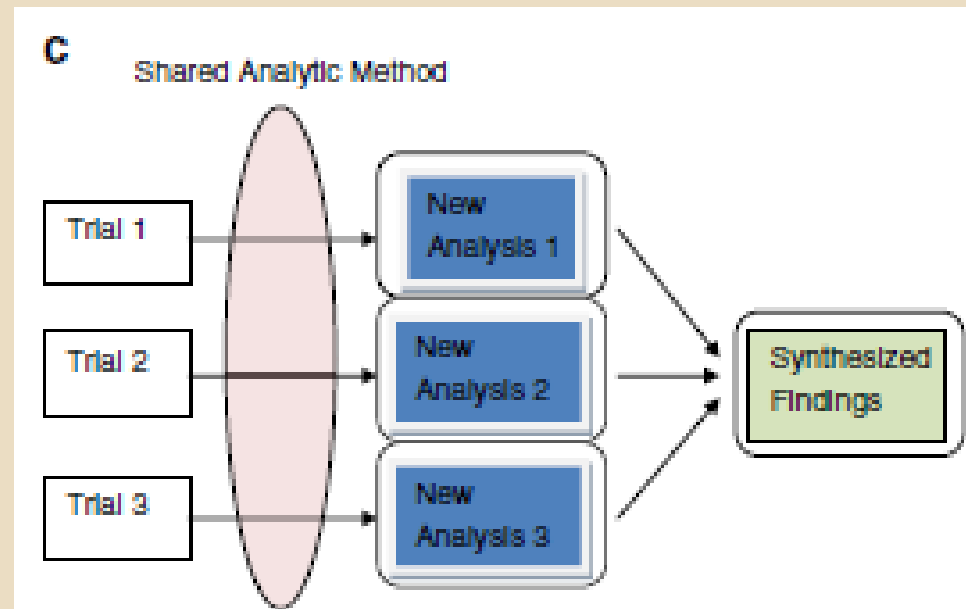 C
Shared Analytic Method
Trial 1
New
Analysis 1
Trial 2
New
Analysis 2
Synthesized
Findings
Trial 3
New
Analysis 3